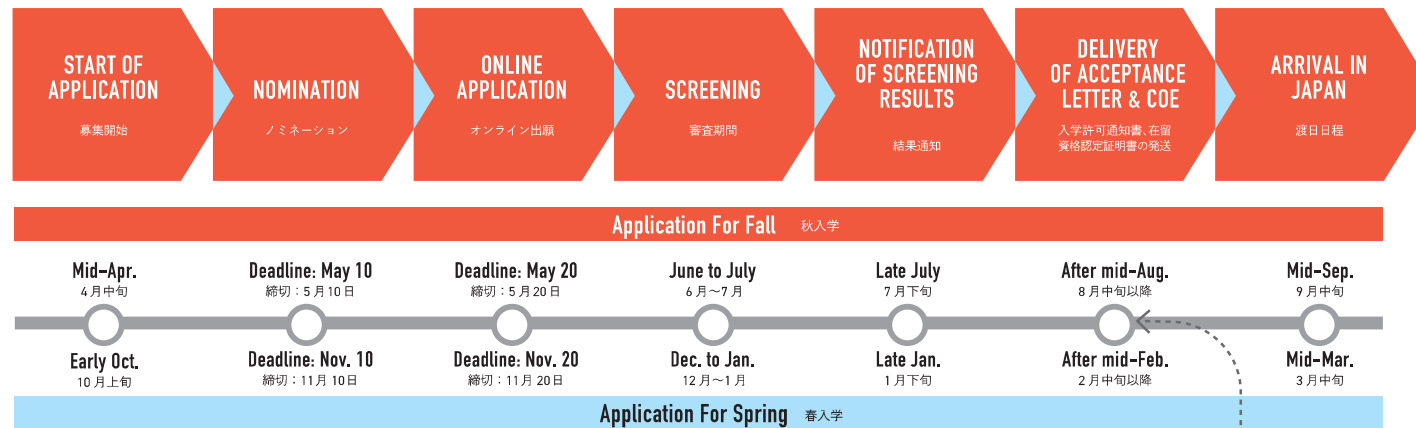 START OF
APPLICATION
募集開始
NOMINATION
ノミネーション
ONLINE
APPLICATION
オンライン出願
SCREENING
審査期間
NOTIFICATION
OF SCREENING
RESULTS
結果通知
DELIVERY
OF ACCEPTANCE
LETTER & COE
入学許可通知書、在留
資格認定証明書の発送
ARRIVAL IN
JAPAN
渡日日程
Application For Fall 秋入学
Mid-Apr.
4月中旬
Deadline: May 10
締切：5月10日
Deadline: May 20
締切：5月20日
June to July
6月〜7月
Late July
7月下旬
After mid-Aug.
8月中旬以降
Mid-Sep.
9月中旬
Early Oct.
10月上旬
Deadline: Nov. 10
締切：11月10日
Deadline: Nov. 20
締切：11月20日
Dec. to Jan.
12月〜1月
Late Jan.
1月下旬
After mid-Feb.
2月中旬以降
Mid-Mar.
3月中旬
Application For Spring 春入学